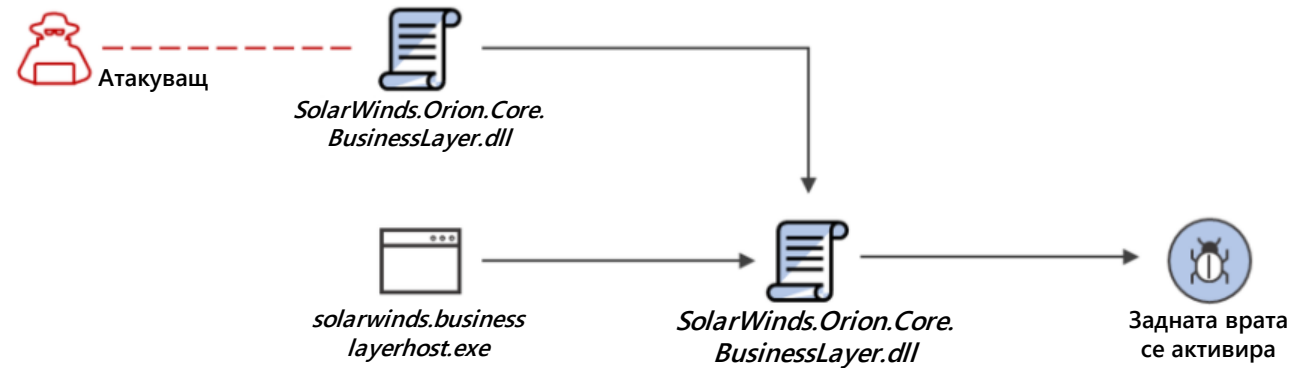 Атакуващ
SolarWinds.Orion.Core.
BusinessLayer.dll
solarwinds.business
layerhost.exe
SolarWinds.Orion.Core.
BusinessLayer.dll
Задната врата
се активира